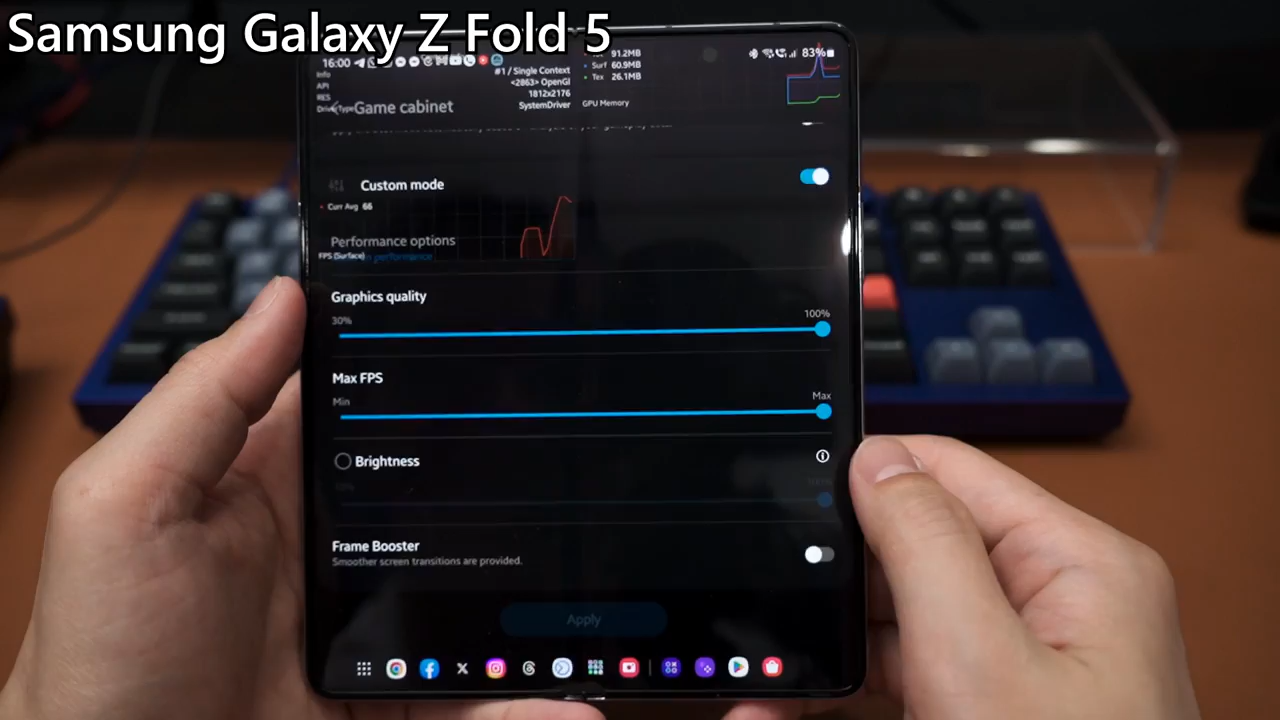 Samsung Galaxy Z Fold 5
16:00
83%
91.2MB
Surf 60.9MB
Tex 26.1MB
GPU Memory
Info
API
RES
#1 / Single Context
<2863> OpenGl
1812x2176
SystemDriver
Game cabinet
Custom mode
Curr Avg 66
Performance options
FPS (Surface)
performance
Graphics quality
30%
100%
Max FPS
Min
Max
Brightness
Frame Booster
Smoother screen transitions are provided.
Apply